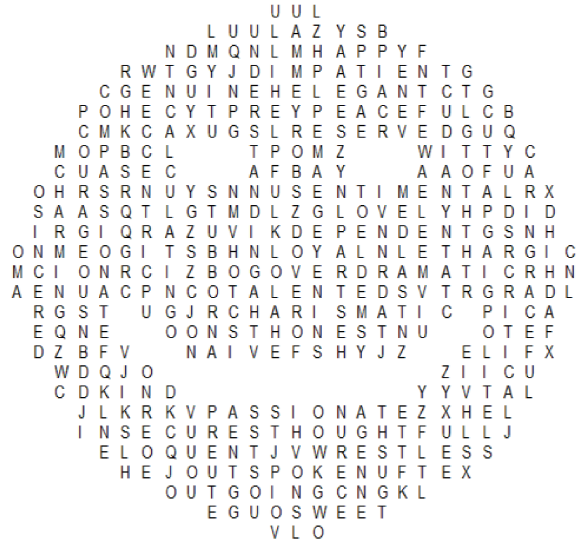 U U L
L U U L A Z Y S B
N D M Q N L M H A P P Y F
R W T G Y J D I M P A T I E N T G
C G E N U I N E H E L E G A N T C T G
P O H E C Y T P R E Y P E A C E F U L C B
C M K C A X U G S L R E S E R V E D G U Q
M O P B C L T P O M Z W I T T Y C
C U A S E C A F B A Y A A O F U A
O H R S R N U Y S N N U S E N T I M E N T A L R X
S A A S Q T L G T M D L Z G L O V E L Y H P D I D
I R G I Q R A Z U V I K D E P E N D E N T G S N H
O N M E O G I T S B H N L O Y A L N L E T H A R G I C
M C I O N R C I Z B O G O V E R D R A M A T I C R H N
A E N U A C P N C O T A L E N T E D S V T R G R A D L
R G S T U G J R C H A R I S M A T I C P I C A
E Q N E O O N S T H O N E S T N U O T E F
D Z B F V N A I V E F S H Y J Z E L I F X
W D Q J O Z I I C U
C D K I N D Y Y V T A L
J L K R K V P A S S I O N A T E Z X H E L
I N S E C U R E S T H O U G H T F U L L J
E L O Q U E N T J V W R E S T L E S S
H E J O U T S P O K E N U F T E X
O U T G O I N G C N G K L
E G U O S W E E T
V L O